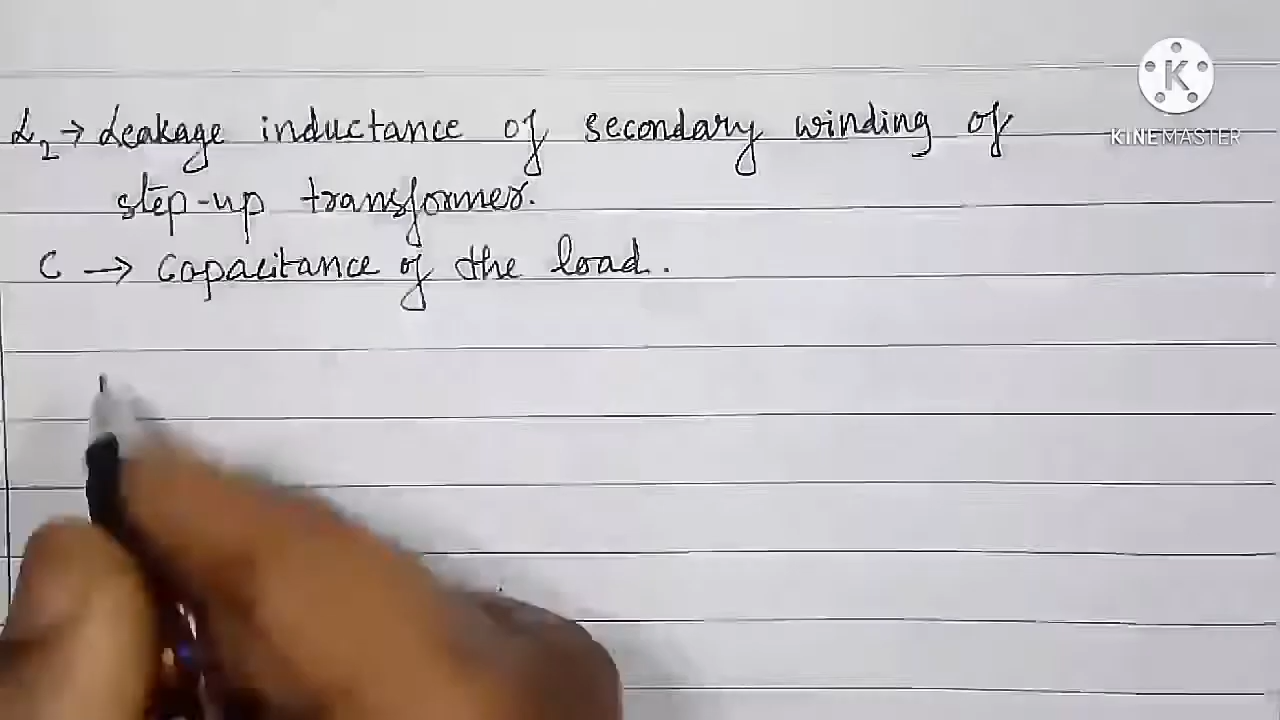 L2 → Leakage inductance of secondary winding of
step-up transformer.
C → Capacitance of the load.
K
KINEMASTER